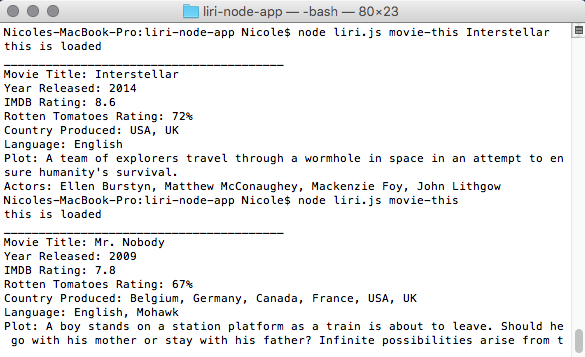 liri-node-app — -bash — 80×23
Nicoles-MacBook-Pro:liri-node-app Nicole$ node liri.js movie-this Interstellar
this is loaded
________________________________________
Movie Title: Interstellar
Year Released: 2014
IMDB Rating: 8.6
Rotten Tomatoes Rating: 72%
Country Produced: USA, UK
Language: English
Plot: A team of explorers travel through a wormhole in space in an attempt to en
sure humanity's survival.
Actors: Ellen Burstyn, Matthew McConaughey, Mackenzie Foy, John Lithgow
Nicoles-MacBook-Pro:liri-node-app Nicole$ node liri.js movie-this
this is loaded
________________________________________
Movie Title: Mr. Nobody
Year Released: 2009
IMDB Rating: 7.8
Rotten Tomatoes Rating: 67%
Country Produced: Belgium, Germany, Canada, France, USA, UK
Language: English, Mohawk
Plot: A boy stands on a station platform as a train is about to leave. Should he
 go with his mother or stay with his father? Infinite possibilities arise from t